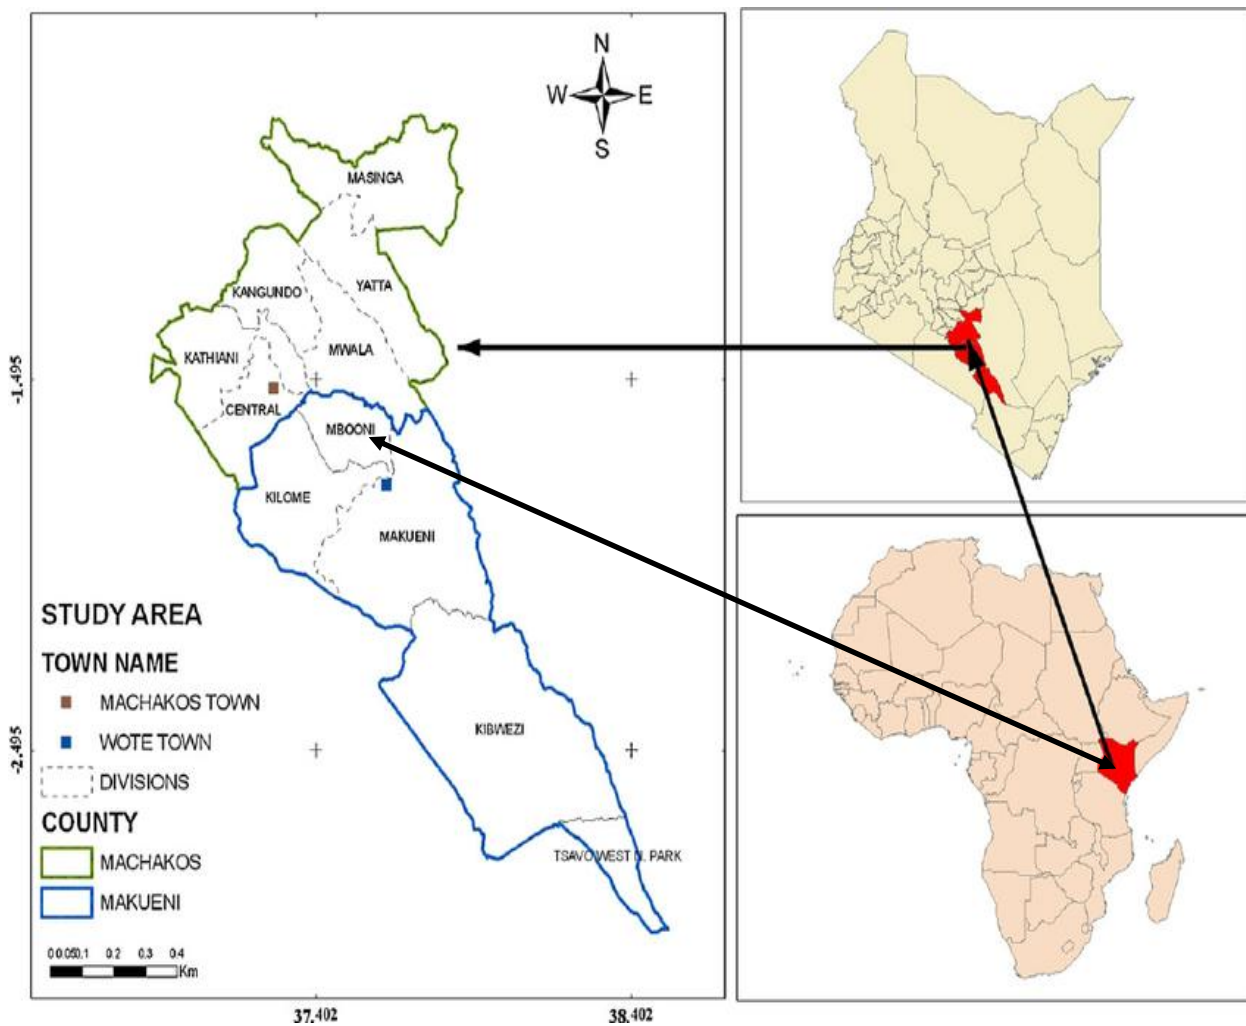 N
W E
S
MASINGA
YATTA
KANGUNDO
MWALA
KATHIANI
CENTRAL
MBOONI
KILOME
MAKUENI
KIBWEZI
TSAVO WEST N. PARK
STUDY AREA
TOWN NAME
MACHAKOS TOWN
WOTE TOWN
DIVISIONS
COUNTY
MACHAKOS
MAKUENI
0 0.050.1 0.2 0.3 0.4
Km
-1.495
-2.495
37.402 38.402